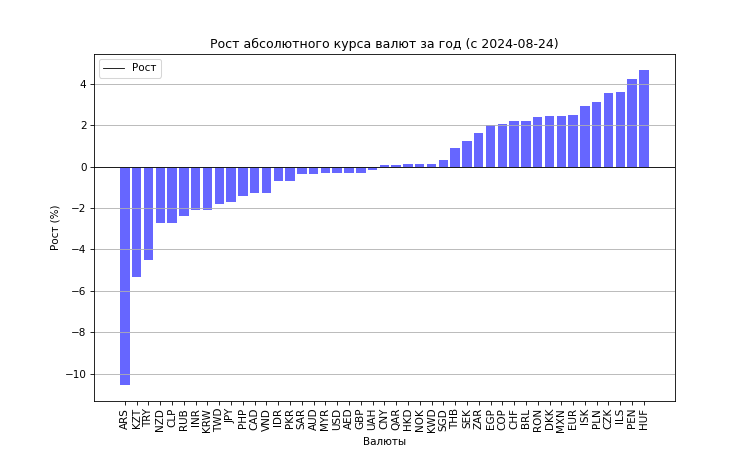 Рост абсолютного курса валют за год (с 2024-08-24)
Рост
Рост (%)
4
2
0
−2
−4
−6
−8
−10
ARS KZT TRY NZD CLP RUB INR KRW TWD JPY PHP CAD VND IDR PKR SAR AUD MYR USD AED GBP UAH CNY QAR HKD NOK KWD SGD THB SEK ZAR EGP COP CHF BRL RON DKK MXN EUR ISK PLN CZK ILS PEN HUF
Валюты